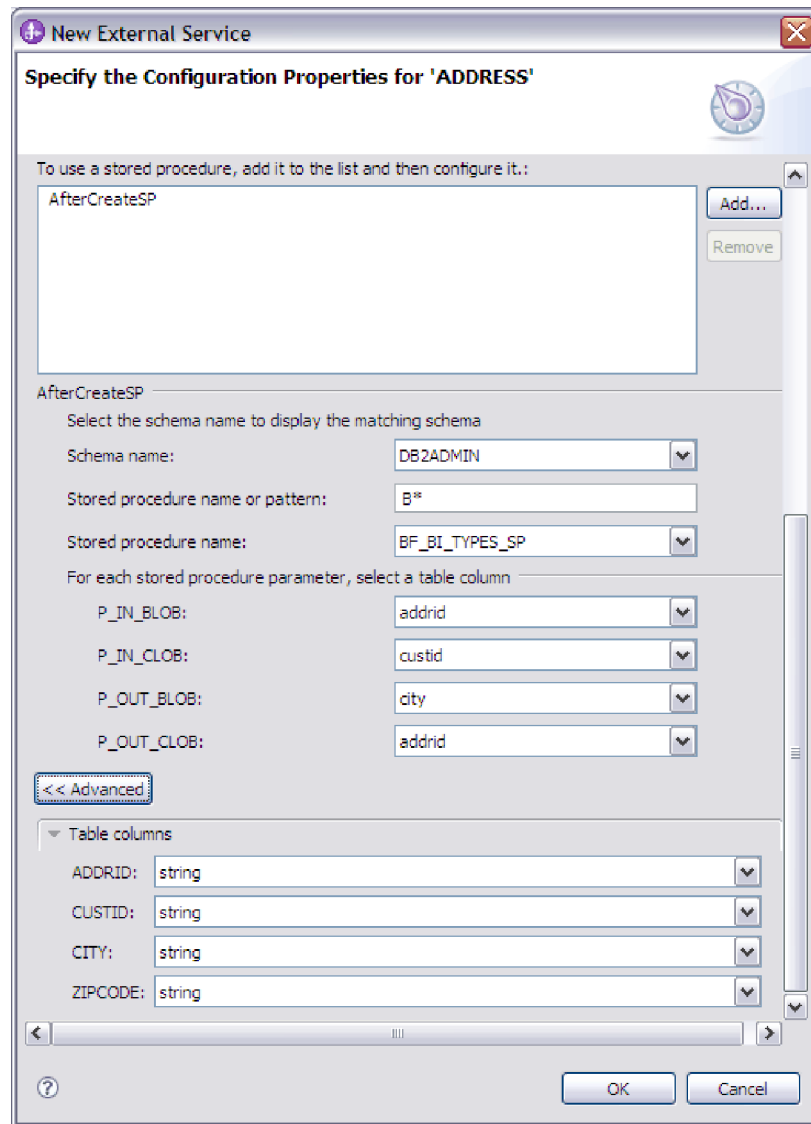 New External Service
Specify the Configuration Properties for 'ADDRESS'
To use a stored procedure, add it to the list and then configure it.:
AfterCreateSP
Add...
Remove
AfterCreateSP
Select the schema name to display the matching schema
Schema name: DB2ADMIN
Stored procedure name or pattern: B*
Stored procedure name: BF_BI_TYPES_SP
For each stored procedure parameter, select a table column
P_IN_BLOB: addrid
P_IN_CLOB: custid
P_OUT_BLOB: city
P_OUT_CLOB: addrid
<< Advanced
Table columns
ADDRID: string
CUSTID: string
CITY: string
ZIPCODE: string
?
OK Cancel